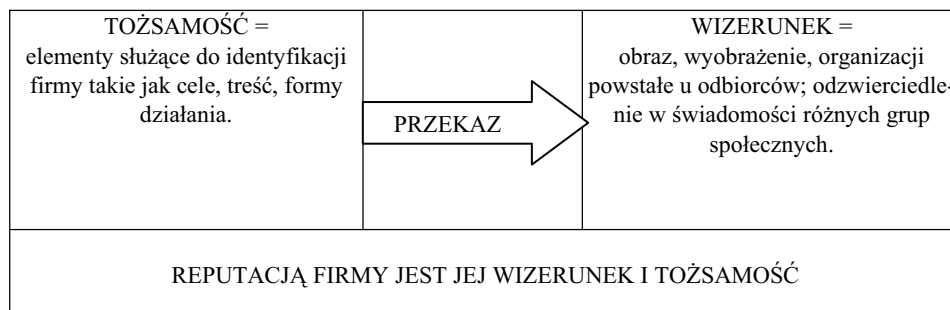 TOŻSAMOŚĆ =
elementy służące do identyfikacji
firmy takie jak cele, treść, formy
działania.
PRZEKAZ
WIZERUNEK =
obraz, wyobrażenie, organizacji
powstałe u odbiorców; odzwierciedle-
nie w świadomości różnych grup
społecznych.
REPUTACJĄ FIRMY JEST JEJ WIZERUNEK I TOŻSAMOŚĆ